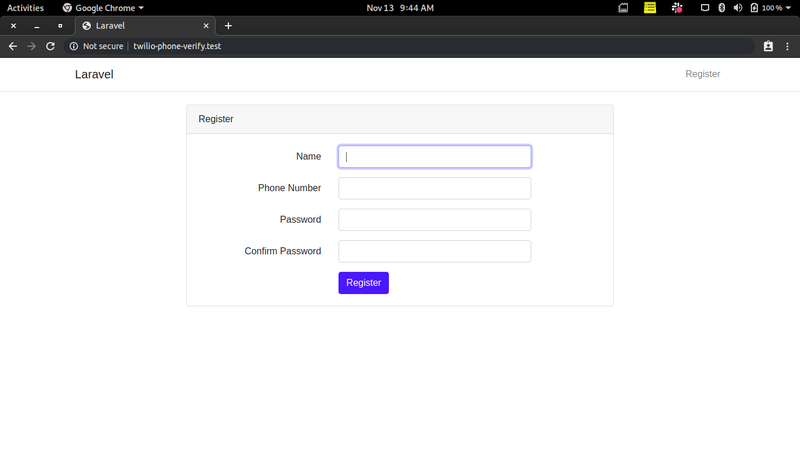 Activities Google Chrome Nov 13 9:44 AM 100 %
Laravel
Not secure twilio-phone-verify.test
Laravel Register
Register
Name
Phone Number
Password
Confirm Password
Register